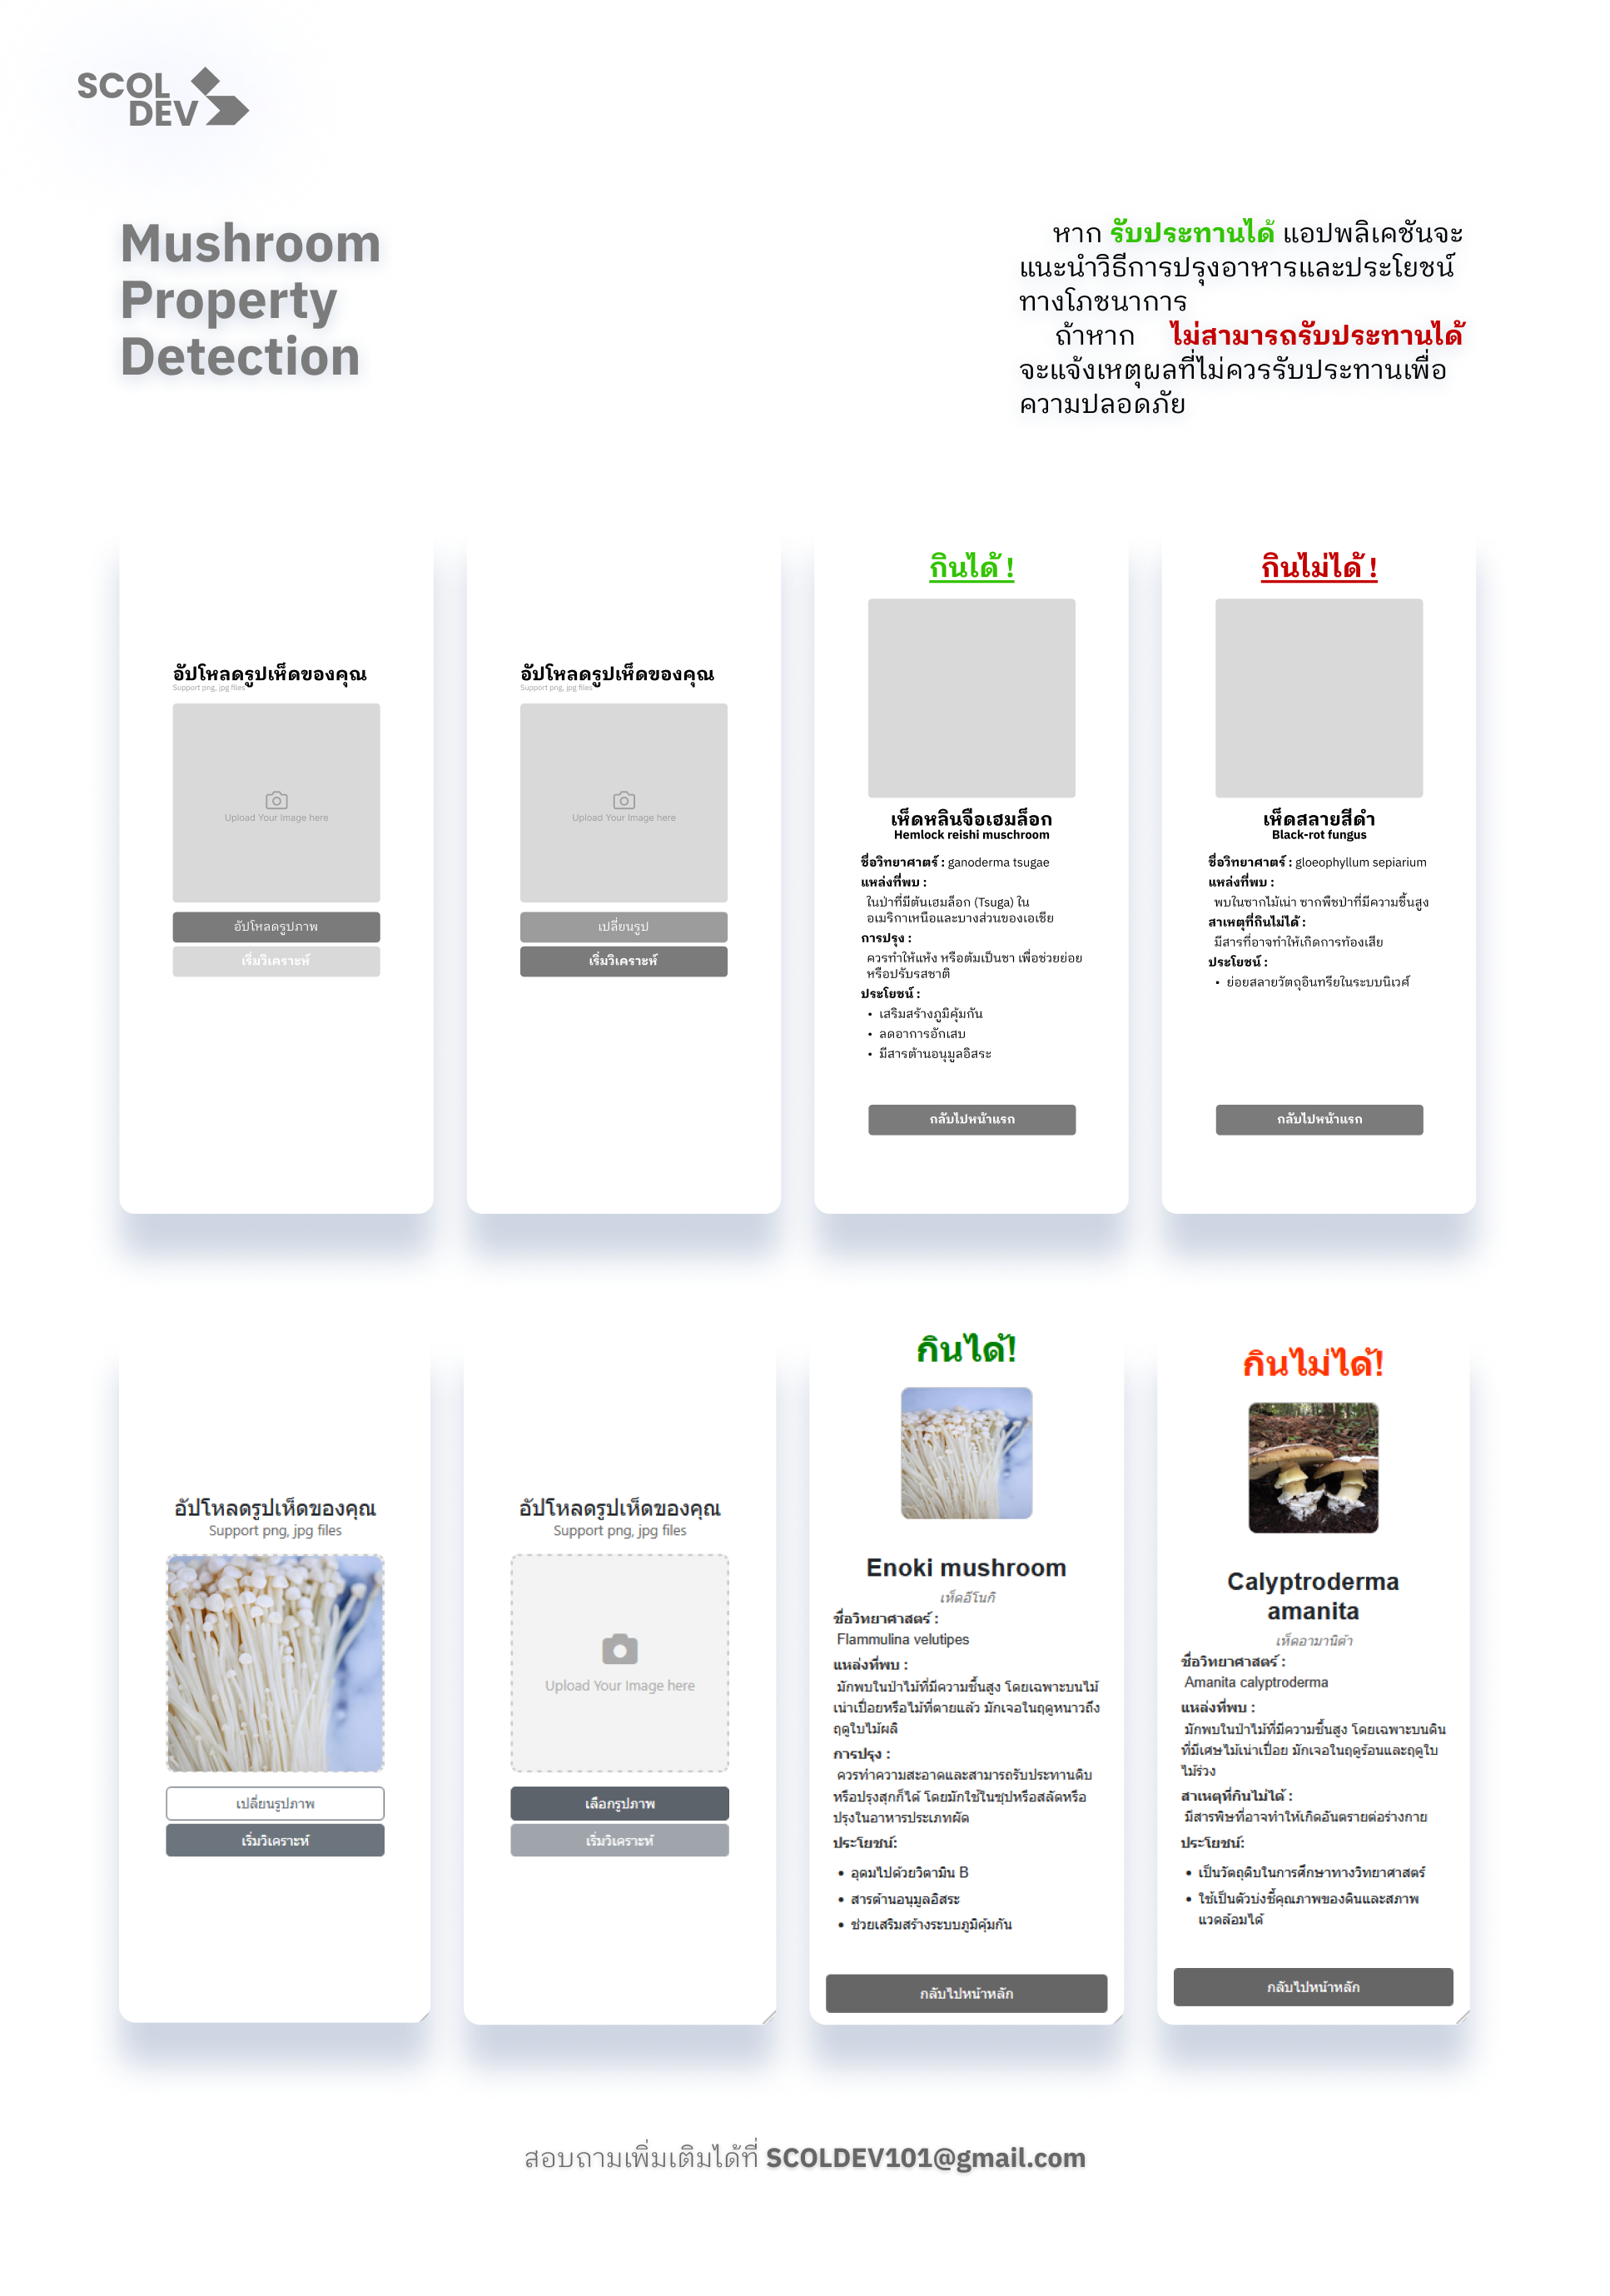 SCOL
DEV
Mushroom
Property
Detection
หาก รับประทานได้ แอปพลิเคชันจะ
แนะนำวิธีการปรุงอาหารและประโยชน์
ทางโภชนาการ
ถ้าหาก ไม่สามารถรับประทานได้
จะแจ้งเหตุผลที่ไม่ควรรับประทานเพื่อ
ความปลอดภัย
อัปโหลดรูปเห็ดของคุณ
Support png, jpg files
Upload Your Image here
อัปโหลดรูปภาพ
เริ่มวิเคราะห์
อัปโหลดรูปเห็ดของคุณ
Support png, jpg files
Upload Your Image here
เปลี่ยนรูป
เริ่มวิเคราะห์
กินได้ !
เห็ดหลินจือเฮมล็อก
Hemlock reishi muschroom
ชื่อวิทยาศาตร์ : ganoderma tsugae
แหล่งที่พบ :
ในป่าที่มีต้นเฮมล็อก (Tsuga) ใน
อเมริกาเหนือและบางส่วนของเอเชีย
การปรุง :
ควรทำให้แห้ง หรือต้มเป็นชา เพื่อช่วยย่อย
หรือปรับรสชาติ
ประโยชน์ :
• เสริมสร้างภูมิคุ้มกัน
• ลดอาการอักเสบ
• มีสารต้านอนุมูลอิสระ
กลับไปหน้าแรก
กินไม่ได้ !
เห็ดสลายสีดำ
Black-rot fungus
ชื่อวิทยาศาตร์ : gloeophyllum sepiarium
แหล่งที่พบ :
พบในซากไม้เน่า ซากพืชป่าที่มีความชื้นสูง
สาเหตุที่กินไม่ได้ :
มีสารที่อาจทำให้เกิดการท้องเสีย
ประโยชน์ :
• ย่อยสลายวัตถุอินทรีย์ในระบบนิเวศ์
กลับไปหน้าแรก
อัปโหลดรูปเห็ดของคุณ
Support png, jpg files
เปลี่ยนรูปภาพ
เริ่มวิเคราะห์
อัปโหลดรูปเห็ดของคุณ
Support png, jpg files
Upload Your Image here
เลือกรูปภาพ
เริ่มวิเคราะห์
กินได้!
Enoki mushroom
เห็ดอีโนกิ
ชื่อวิทยาศาสตร์ :
Flammulina velutipes
แหล่งที่พบ :
มักพบในป่าไม้ที่มีความชื้นสูง โดยเฉพาะบนไม้
เน่าเปื่อยหรือไม้ที่ตายแล้ว มักเจอในฤดูหนาวถึง
ฤดูใบไม้ผลิ
การปรุง :
ควรทำความสะอาดและสามารถรับประทานดิบ
หรือปรุงสุกก็ได้ โดยมักใช้ในซุปหรือสลัดหรือ
ปรุงในอาหารประเภทผัด
ประโยชน์:
• อุดมไปด้วยวิตามิน B
• สารต้านอนุมูลอิสระ
• ช่วยเสริมสร้างระบบภูมิคุ้มกัน
กลับไปหน้าหลัก
กินไม่ได้!
Calyptroderma
amanita
เห็ดอามานิต้า
ชื่อวิทยาศาสตร์ :
Amanita calyptroderma
แหล่งที่พบ :
มักพบในป่าไม้ที่มีความชื้นสูง โดยเฉพาะบนดิน
ที่มีเศษไม้เน่าเปื่อย มักเจอในฤดูร้อนและฤดูใบ
ไม้ร่วง
สาเหตุที่กินไม่ได้ :
มีสารพิษที่อาจทำให้เกิดอันตรายต่อร่างกาย
ประโยชน์:
• เป็นวัตถุดิบในการศึกษาทางวิทยาศาสตร์
• ใช้เป็นตัวบ่งชี้คุณภาพของดินและสภาพ
แวดล้อมได้
กลับไปหน้าหลัก
สอบถามเพิ่มเติมได้ที่ SCOLDEV101@gmail.com